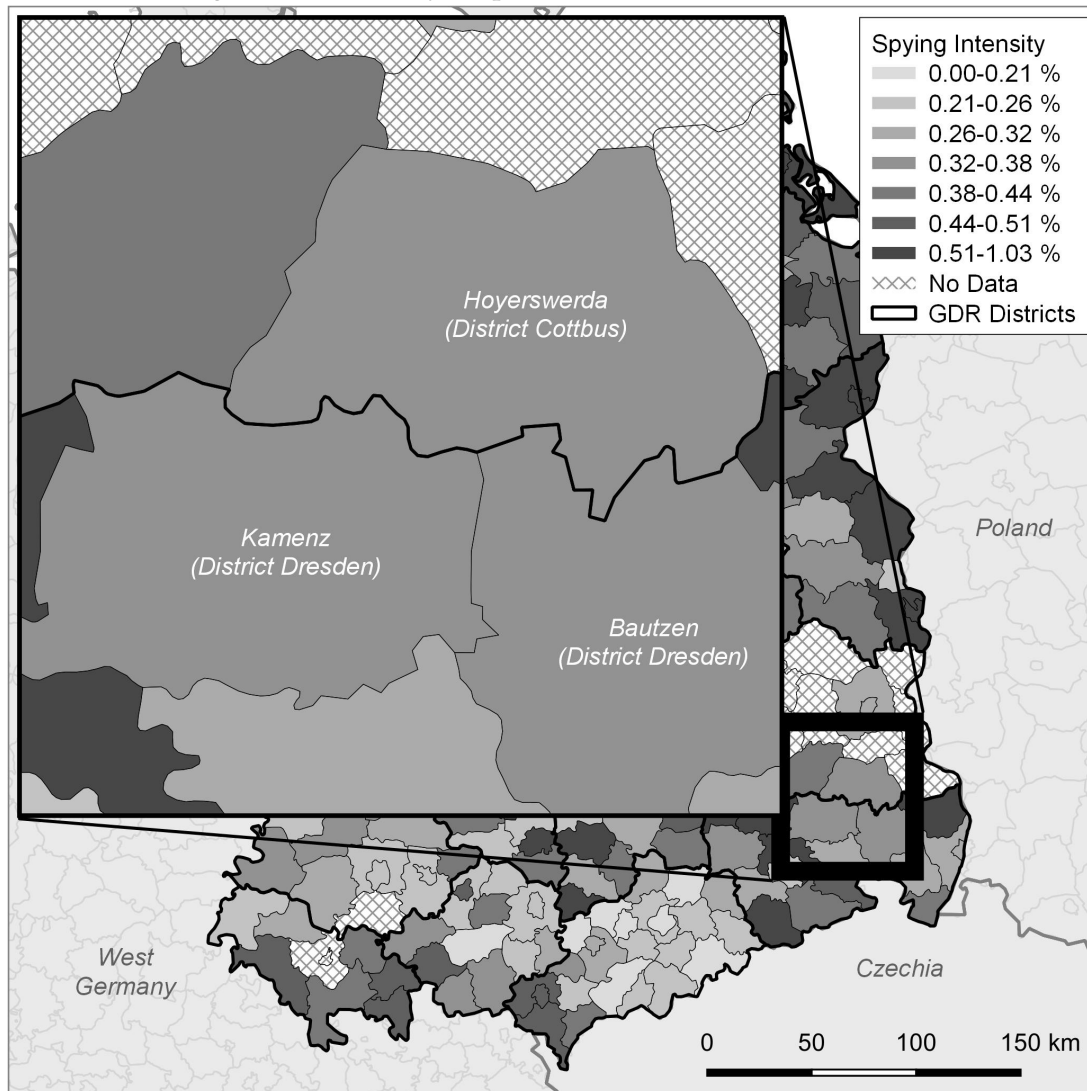 Spying Intensity
0.00-0.21 %
0.21-0.26 %
0.26-0.32 %
0.32-0.38 %
0.38-0.44 %
0.44-0.51 %
0.51-1.03 %
No Data
GDR Districts
Hoyerswerda
(District Cottbus)
Kamenz
(District Dresden)
Bautzen
(District Dresden)
Poland
West
Germany
Czechia
0 50 100 150 km